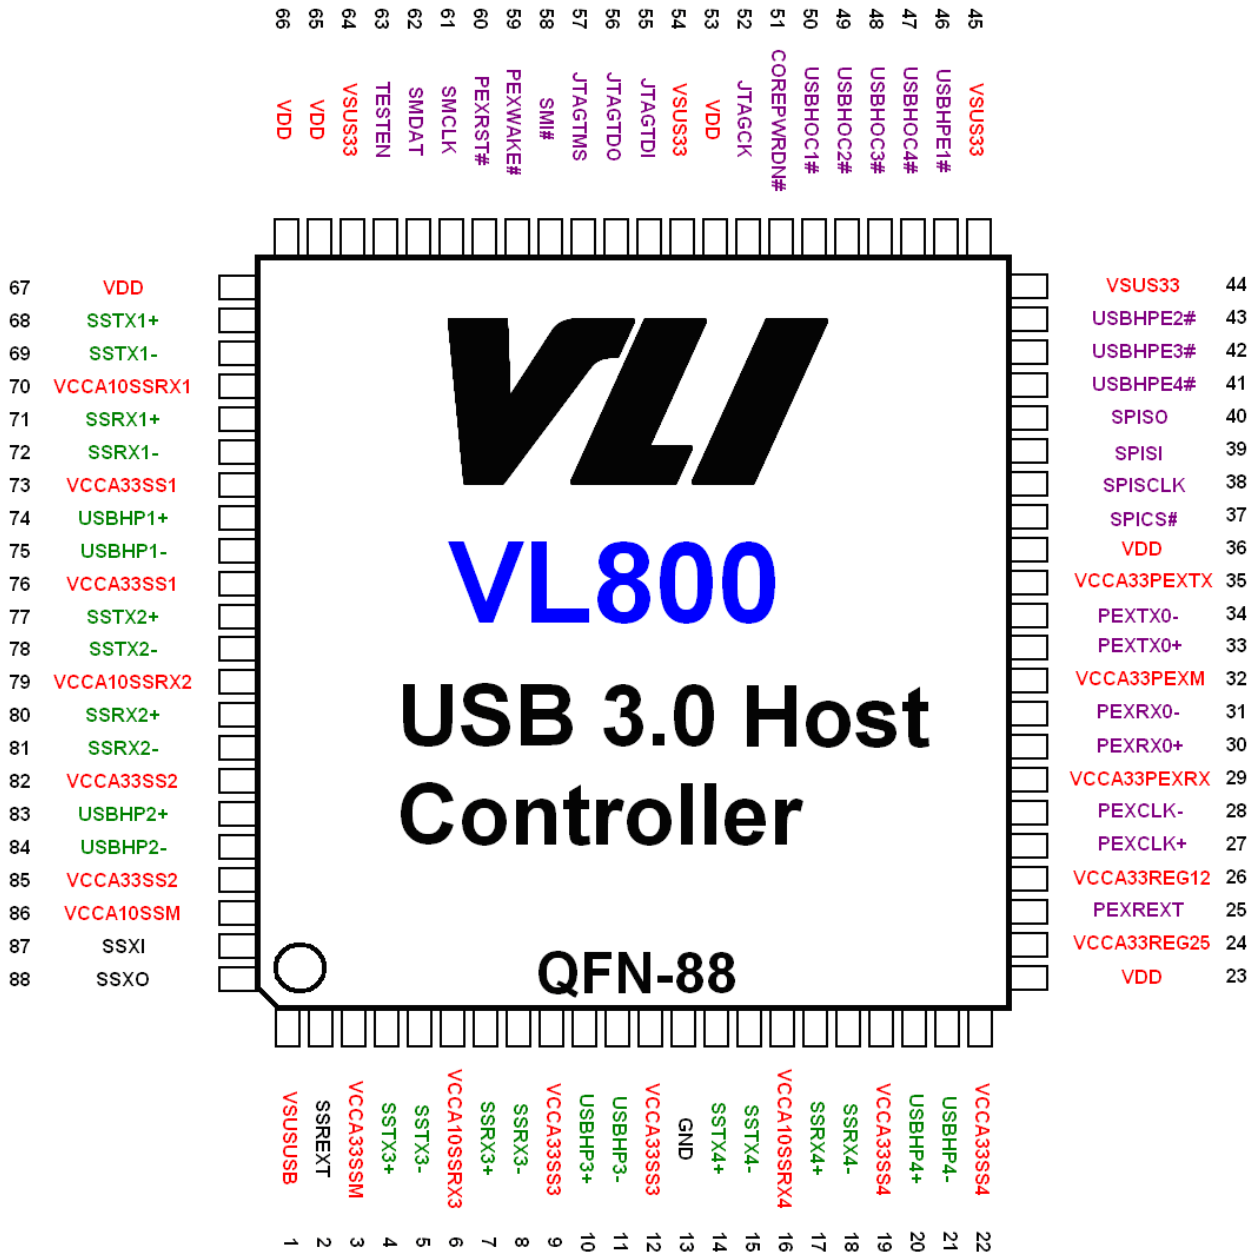 66 65 64 63 62 61 60 59 58 57 56 55 54 53 52 51 50 49 48 47 46 45
VDD
VDD
VSUS33
TESTEN
SMDAT
SMCLK
PEXRST#
PEXWAKE#
SMI#
JTAGTMS
JTAGTDO
JTAGTDI
VSUS33
VDD
JTAGCK
COREPWRDN#
USBHOC1#
USBHOC2#
USBHOC3#
USBHOC4#
USBHPE1#
VSUS33
67 VDD
68 SSTX1+
69 SSTX1-
70 VCCA10SSRX1
71 SSRX1+
72 SSRX1-
73 VCCA33SS1
74 USBHP1+
75 USBHP1-
76 VCCA33SS1
77 SSTX2+
78 SSTX2-
79 VCCA10SSRX2
80 SSRX2+
81 SSRX2-
82 VCCA33SS2
83 USBHP2+
84 USBHP2-
85 VCCA33SS2
86 VCCA10SSM
87 SSXI
88 SSXO
VLI
VL800
USB 3.0 Host
Controller
QFN-88
VSUS33 44
USBHPE2# 43
USBHPE3# 42
USBHPE4# 41
SPISO 40
SPISI 39
SPISCLK 38
SPICS# 37
VDD 36
VCCA33PEXTX 35
PEXTX0- 34
PEXTX0+ 33
VCCA33PEXM 32
PEXRX0- 31
PEXRX0+ 30
VCCA33PEXRX 29
PEXCLK- 28
PEXCLK+ 27
VCCA33REG12 26
PEXREXT 25
VCCA33REG25 24
VDD 23
VSUSUSB
SSREXT
VCCA33SSM
SSTX3+
SSTX3-
VCCA10SSRX3
SSRX3+
SSRX3-
VCCA33SS3
USBHP3+
USBHP3-
VCCA33SS3
GND
SSTX4+
SSTX4-
VCCA10SSRX4
SSRX4+
SSRX4-
VCCA33SS4
USBHP4+
USBHP4-
VCCA33SS4
1 2 3 4 5 6 7 8 9 10 11 12 13 14 15 16 17 18 19 20 21 22